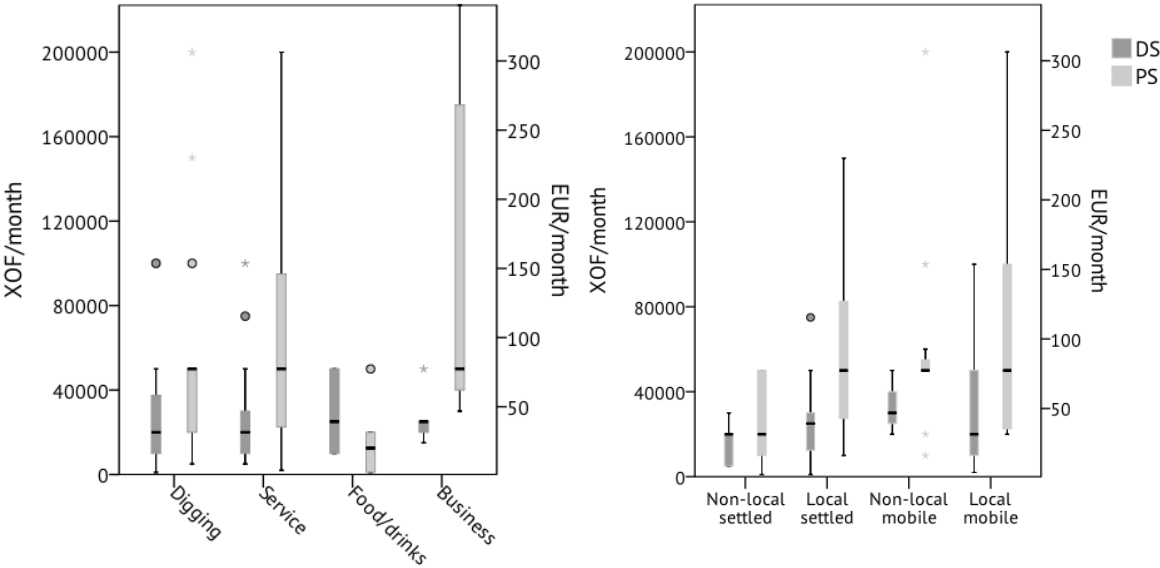 XOF/month
200000
160000
120000
80000
40000
0
300
250
200
150
100
50
EUR/month
Digging
Service
Food/drinks
Business
XOF/month
200000
160000
120000
80000
40000
0
300
250
200
150
100
50
EUR/month
Non-local
settled
Local
settled
Non-local
mobile
Local
mobile
DS
PS